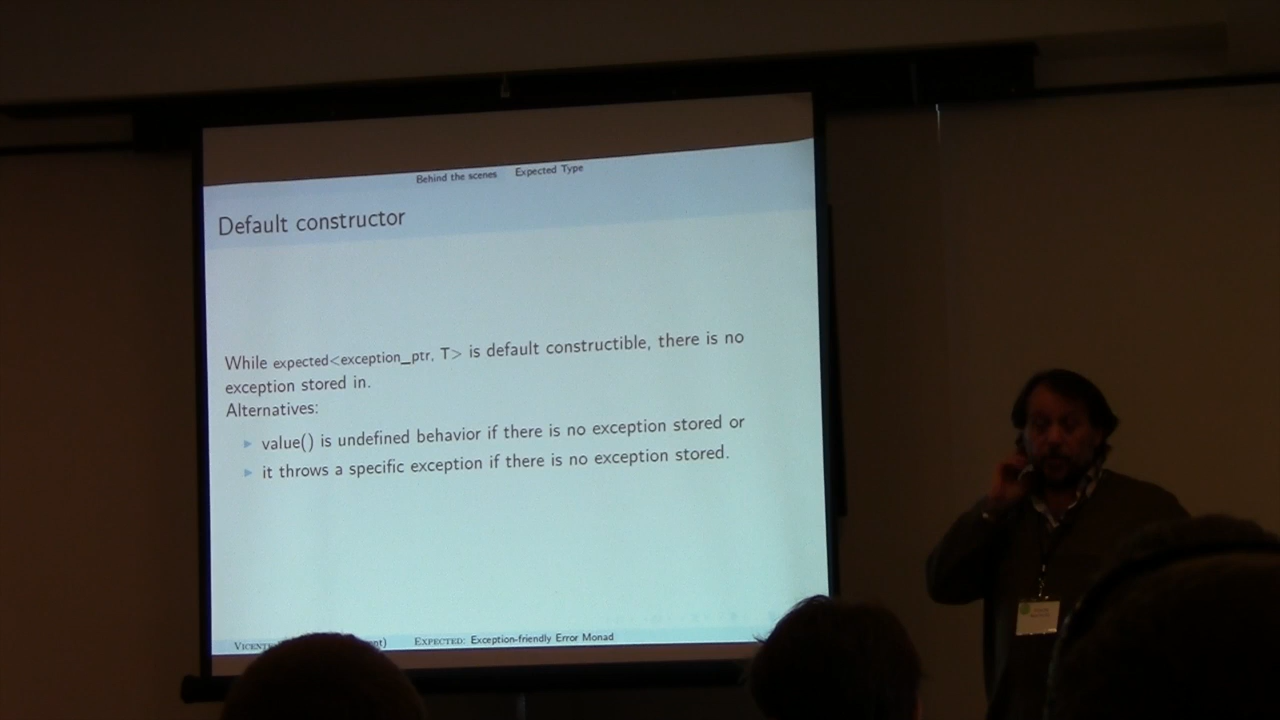 Behind the scenes Expected Type
Default constructor
While expected<exception_ptr, T> is default constructible, there is no
exception stored in.
Alternatives:
▸ value() is undefined behavior if there is no exception stored or
▸ it throws a specific exception if there is no exception stored.
EXPECTED: Exception-friendly Error Monad